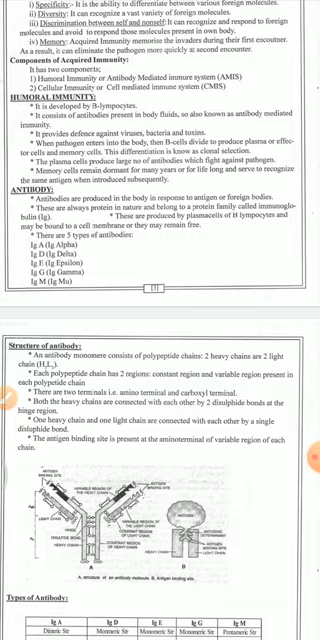 i) Specificity:- It is the ability to differentiate between various foreign molecules.
ii) Diversity: It can recognize a vast variety of foreign molecules.
iii) Discrimination between self and nonself: It can recognize and respond to foreign
molecules and avoid to respond those molecules present in own body.
iv) Memory: Acquired Immunity memorise the invaders during their first encoutner.
As a result, it can eliminate the pathogen more quickly at second encounter.
Components of Acquired Immunity:
It has two components;
1) Humoral Immunity or Antibody Mediated immure system (AMIS)
2) Cellular Immunity or Cell mediated immune system (CMIS)
HUMORAL IMMUNITY:
* It is developed by B-lympocytes.
* It consists of antibodies present in body fluids, so also known as antibody mediated
immunity.
* It provides defence against viruses, bacteria and toxins.
* When pathogen enters into the body, then B-cells divide to produce plasma or effec-
tor cells and memory cells. This differentiation is know as clonal selection.
* The plasma cells produce large no of antibodies which fight against pathogen.
* Memory cells remain dormant for many years or for life long and serve to recognize
the same antigen when introduced subsequently.
ANTIBODY:
* Antibodies are produced in the body in response to antigen or foreign bodies.
* These are always protein in nature and belong to a protein family called immunoglo-
bulin (Ig). * These are produced by plasmacells of B lympocytes and
may be bound to a cell membrane or they may remain free.
* There are 5 types of antibodies:
Ig A (Ig Alpha)
Ig D (Ig Delta)
Ig E (Ig Epsilon)
Ig G (Ig Gamma)
Ig M (Ig Mu)
[3]
Structure of antibody:
* An antibody monomere consists of polypeptide chains: 2 heavy chains are 2 light
chain (H₂L₂).
* Each polypeptide chain has 2 regions: constant region and variable region present in
each polypetide chain
* There are two terminals i.e. amino terminal and carboxyl terminal.
* Both the heavy chains are connected with each other by 2 disulphide bonds at the
hinge region.
* One heavy chain and one light chain are connected with each other by a single
disluphide bond.
* The antigen binding site is present at the aminoterminal of variable region of each
chain.
ANTIGEN
BINDING SITE
VARIABLE REGION OF
THE HEAVY CHAIN
ANTIGEN
BINDING SITE
LIGHT CHAIN
HINGE
DISULFIDE BOND
HEAVY CHAIN
VARIABLE REGION OF
THE LIGHT CHAIN
CONSTANT REGION
OF LIGHT CHAIN
CONSTANT REGION
OF HEAVY CHAIN
ANTIGEN
ANTIGENIC
DETERMINANT
ANTIGEN
BINDING SITE
LIGHT CHAIN
HEAVY CHAIN
A
B
A, structure of an antibody molecule. B, Antigen binding site.
Types of Antibody:
Ig A Ig D Ig E Ig G Ig M
Dimeric Str Monmeric Str Monomeric Str Monomeric Str Pentameric Str